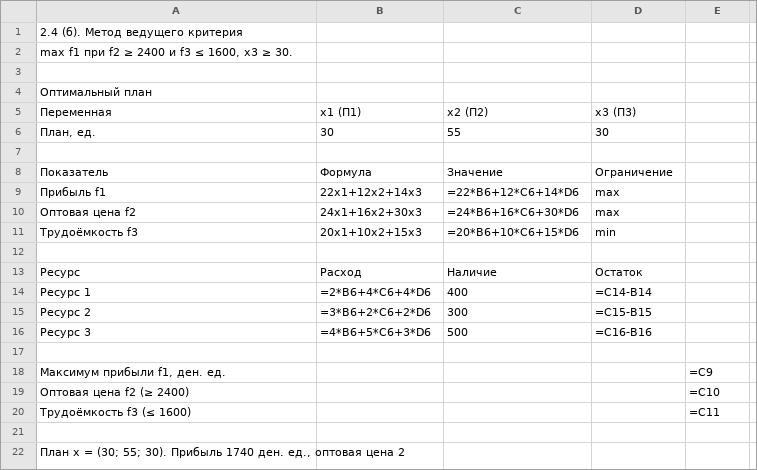 A B C D E
1 2.4 (б). Метод ведущего критерия
2 max f1 при f2 ≥ 2400 и f3 ≤ 1600, x3 ≥ 30.
3
4 Оптимальный план
5 Переменная x1 (П1) x2 (П2) x3 (П3)
6 План, ед. 30 55 30
7
8 Показатель Формула Значение Ограничение
9 Прибыль f1 22x1+12x2+14x3 =22*B6+12*C6+14*D6 max
10 Оптовая цена f2 24x1+16x2+30x3 =24*B6+16*C6+30*D6 max
11 Трудоёмкость f3 20x1+10x2+15x3 =20*B6+10*C6+15*D6 min
12
13 Ресурс Расход Наличие Остаток
14 Ресурс 1 =2*B6+4*C6+4*D6 400 =C14-B14
15 Ресурс 2 =3*B6+2*C6+2*D6 300 =C15-B15
16 Ресурс 3 =4*B6+5*C6+3*D6 500 =C16-B16
17
18 Максимум прибыли f1, ден. ед. =C9
19 Оптовая цена f2 (≥ 2400) =C10
20 Трудоёмкость f3 (≤ 1600) =C11
21
22 План x = (30; 55; 30). Прибыль 1740 ден. ед., оптовая цена 2